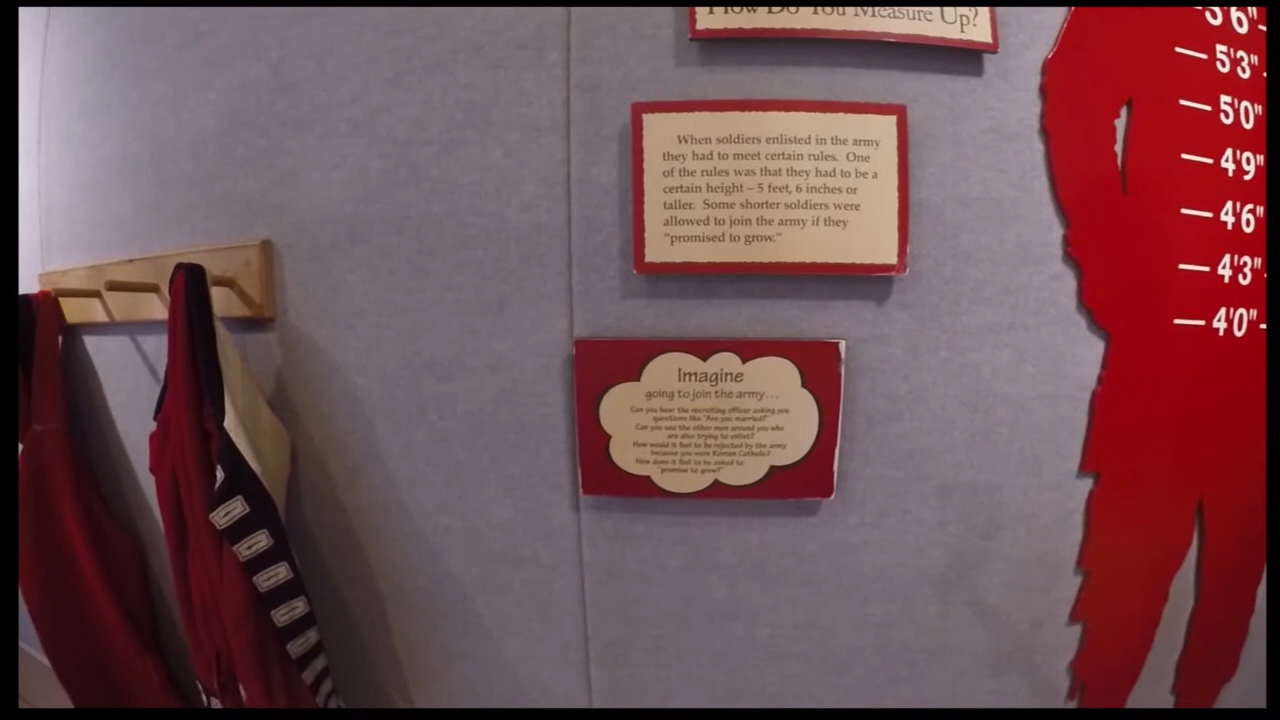 How Do You Measure Up?
When soldiers enlisted in the army
they had to meet certain rules. One
of the rules was that they had to be a
certain height – 5 feet, 6 inches or
taller. Some shorter soldiers were
allowed to join the army if they
"promised to grow."
Imagine
going to join the army...
Can you hear the recruiting officer asking you
questions like "Are you married?"
Can you see the other men around you who
are also trying to enlist?
How would it feel to be rejected by the army
because you were Roman Catholic?
How does it feel to be asked to
"promise to grow?"
5'6"
5'3"
5'0"
4'9"
4'6"
4'3"
4'0"